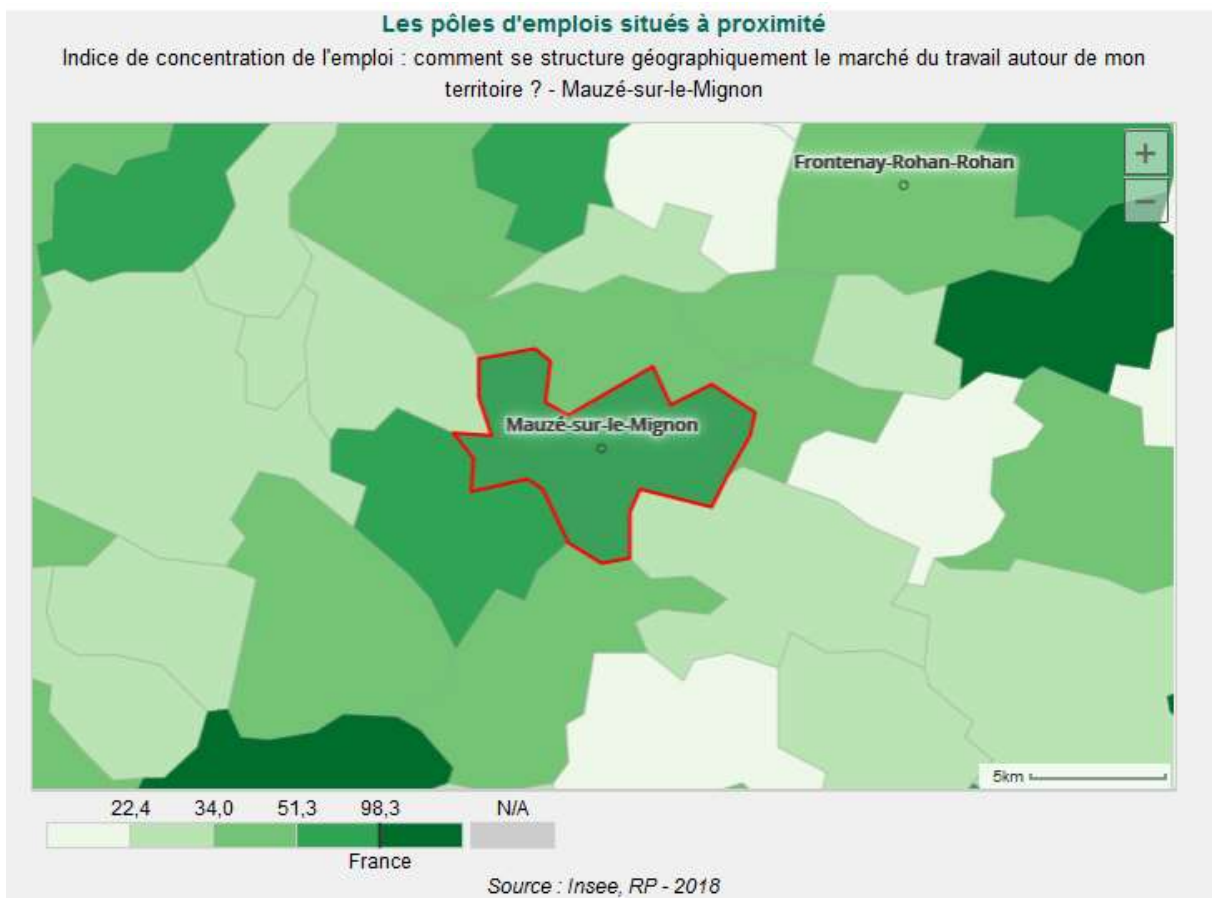 Les pôles d'emplois situés à proximité
Indice de concentration de l'emploi : comment se structure géographiquement le marché du travail autour de mon
territoire ? - Mauzé-sur-le-Mignon
Frontenay-Rohan-Rohan
+
−
Mauzé-sur-le-Mignon
5km
22,4 34,0 51,3 98,3 N/A
France
Source : Insee, RP - 2018